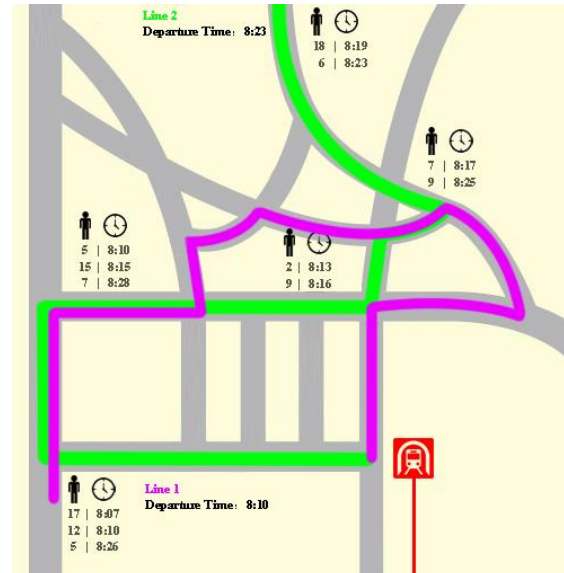 Line 2
Departure Time: 8:23
18 | 8:19
6 | 8:23
7 | 8:17
9 | 8:25
5 | 8:10
15 | 8:15
7 | 8:28
2 | 8:13
9 | 8:16
17 | 8:07
12 | 8:10
5 | 8:26
Line 1
Departure Time: 8:10